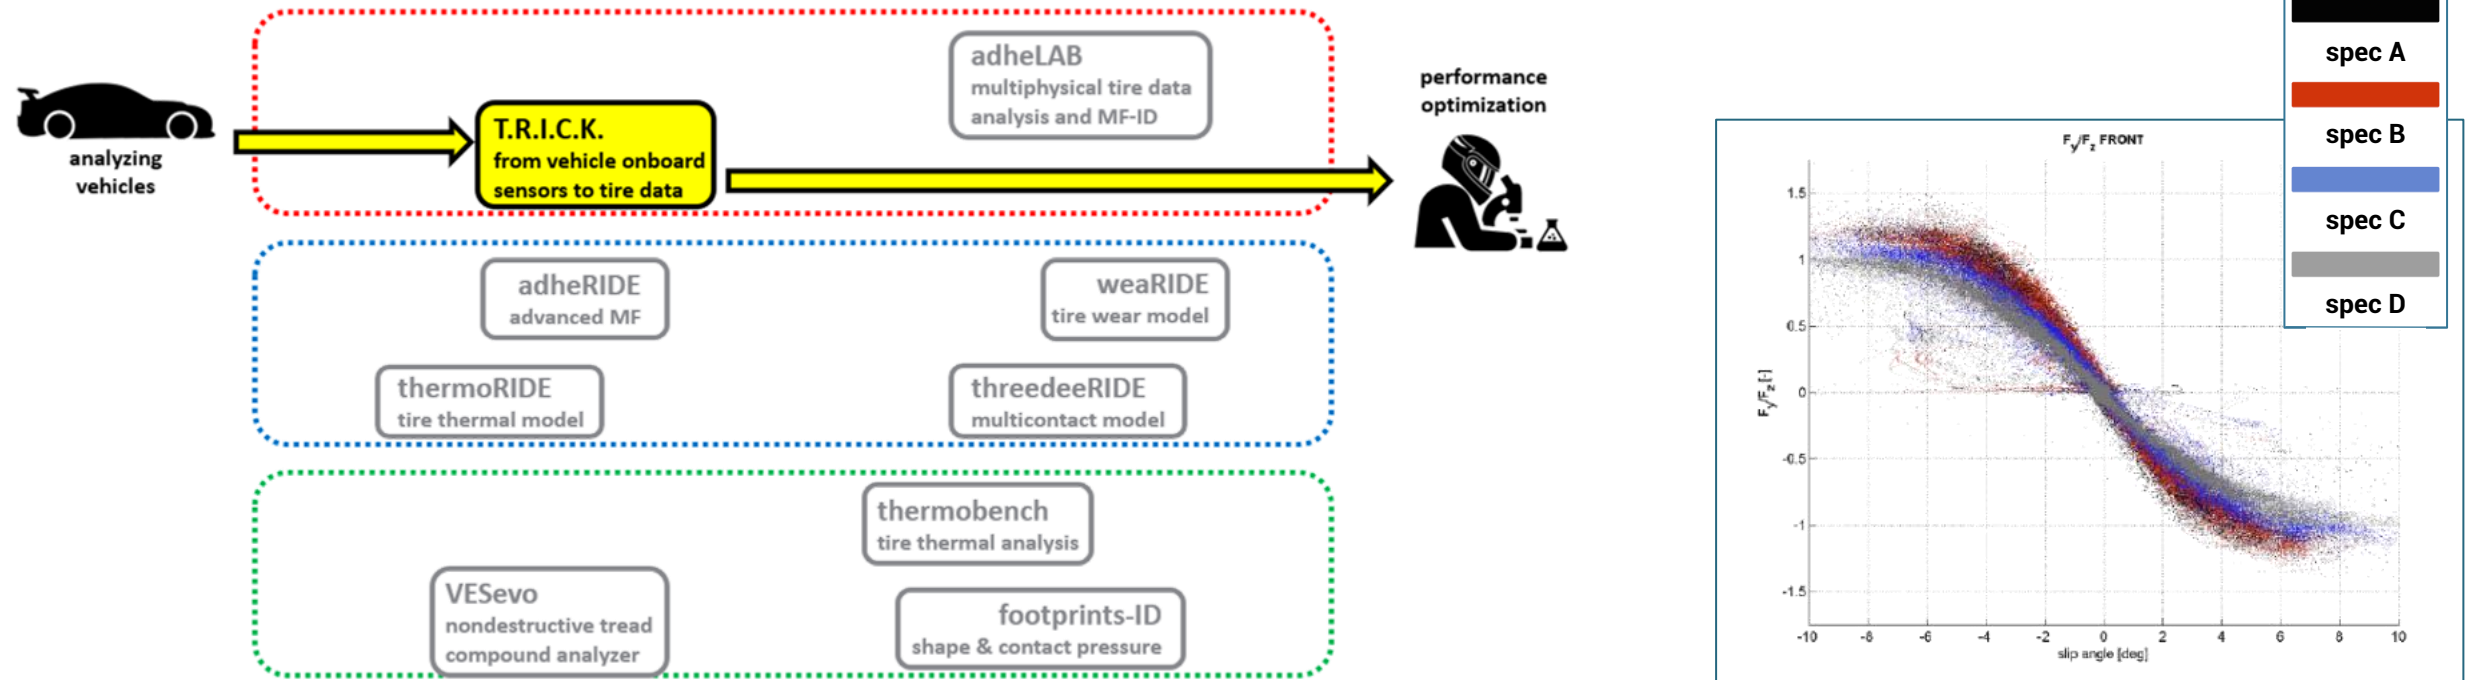 analyzing
vehicles
T.R.I.C.K.
from vehicle onboard
sensors to tire data
adheLAB
multiphysical tire data
analysis and MF-ID
performance
optimization
adheRIDE
advanced MF
weaRIDE
tire wear model
thermoRIDE
tire thermal model
threedeeRIDE
multicontact model
thermobench
tire thermal analysis
VESevo
nondestructive tread
compound analyzer
footprints-ID
shape & contact pressure
spec A
spec B
spec C
spec D
Fy/Fz FRONT
Fy/Fz [-]
1.5
1
0.5
0
-0.5
-1
-1.5
-10 -8 -6 -4 -2 0 2 4 6 8 10
slip angle [deg]